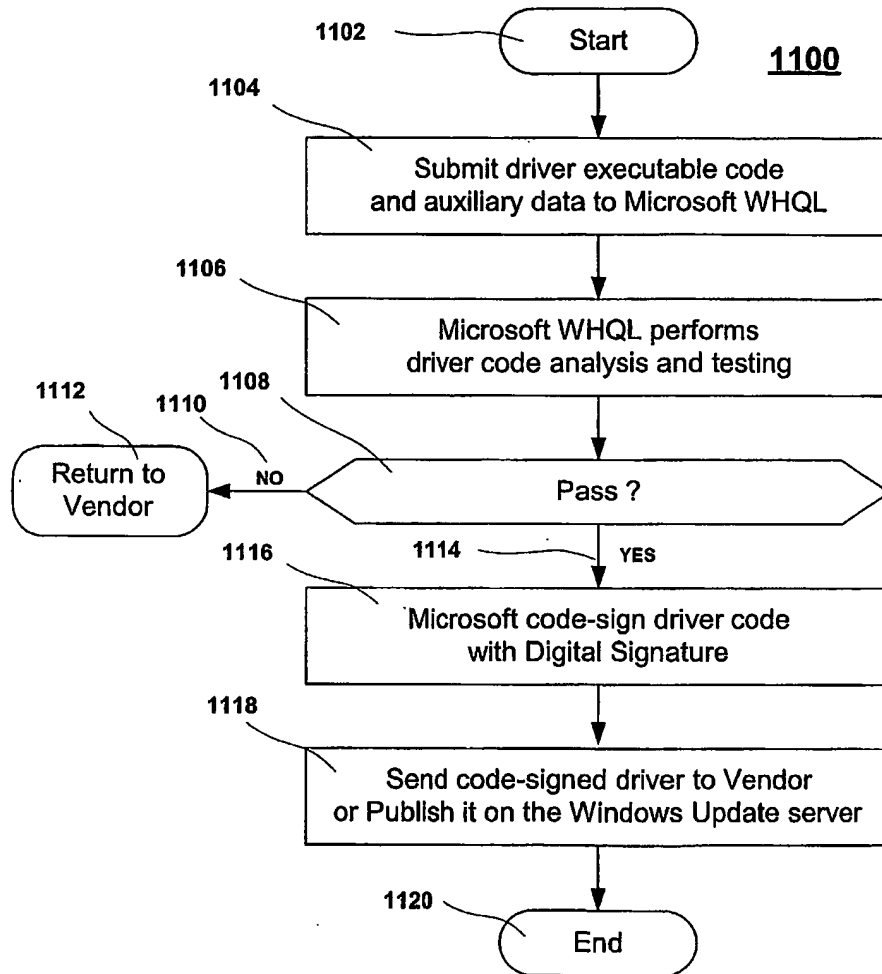 1102
Start
1100
1104
Submit driver executable code
and auxiliary data to Microsoft WHQL
1106
Microsoft WHQL performs
driver code analysis and testing
1108
1112
1110
Return to
Vendor
NO
Pass ?
1116
1114
YES
Microsoft code-sign driver code
with Digital Signature
1118
Send code-signed driver to Vendor
or Publish it on the Windows Update server
1120
End